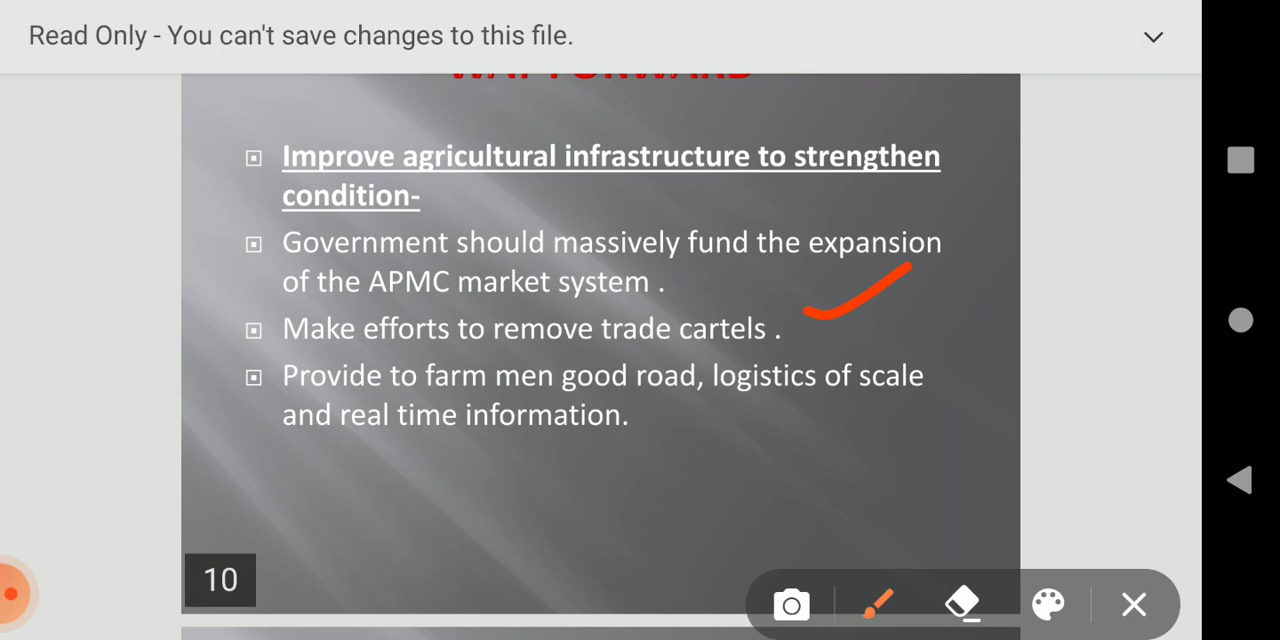 Read Only - You can't save changes to this file.
WAY FORWARD
Improve agricultural infrastructure to strengthen
condition-
Government should massively fund the expansion
of the APMC market system .
Make efforts to remove trade cartels .
Provide to farm men good road, logistics of scale
and real time information.
10